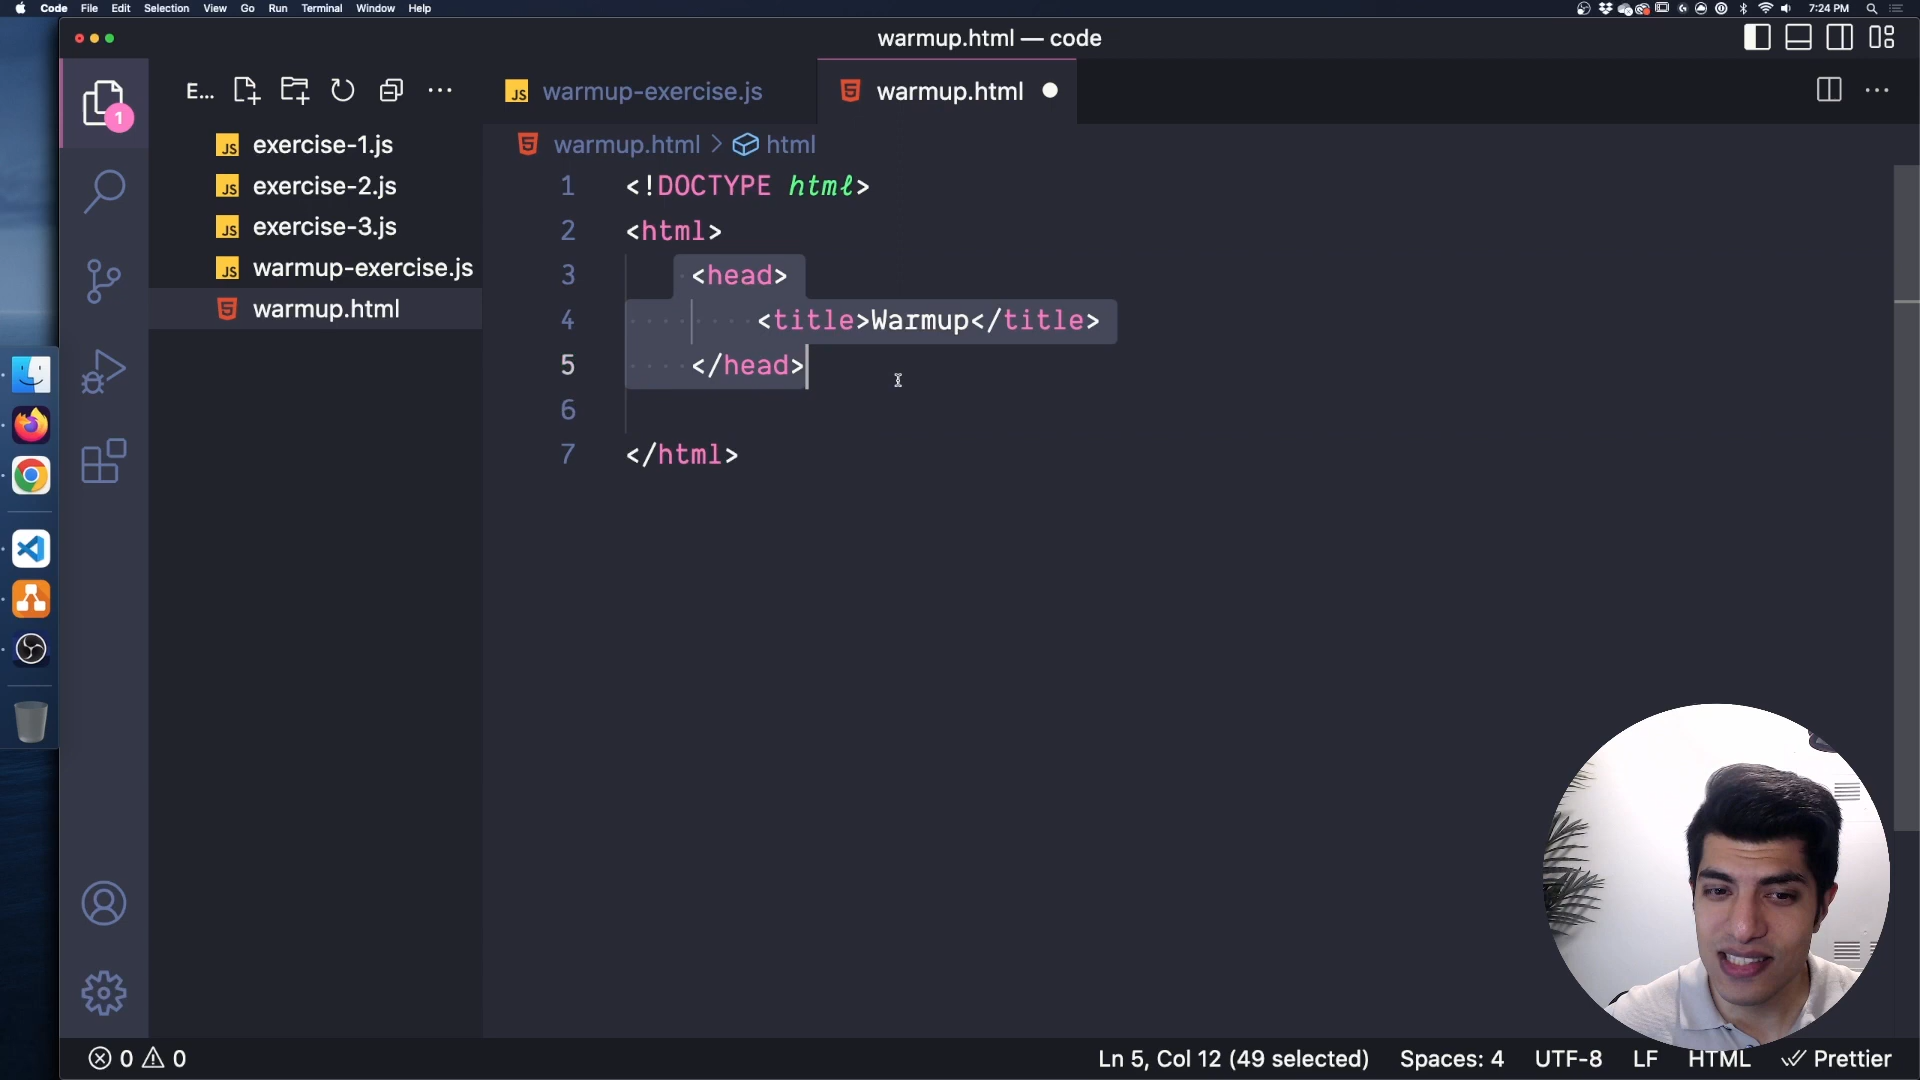 Code File Edit Selection View Go Run Terminal Window Help 7:24 PM
warmup.html — code
E...
warmup-exercise.js
warmup.html
1
exercise-1.js
exercise-2.js
exercise-3.js
warmup-exercise.js
warmup.html
warmup.html > html
1 <!DOCTYPE html>
2 <html>
3 <head>
4 <title>Warmup</title>
5 </head>
6
7 </html>
0 0 Ln 5, Col 12 (49 selected) Spaces: 4 UTF-8 LF HTML Prettier